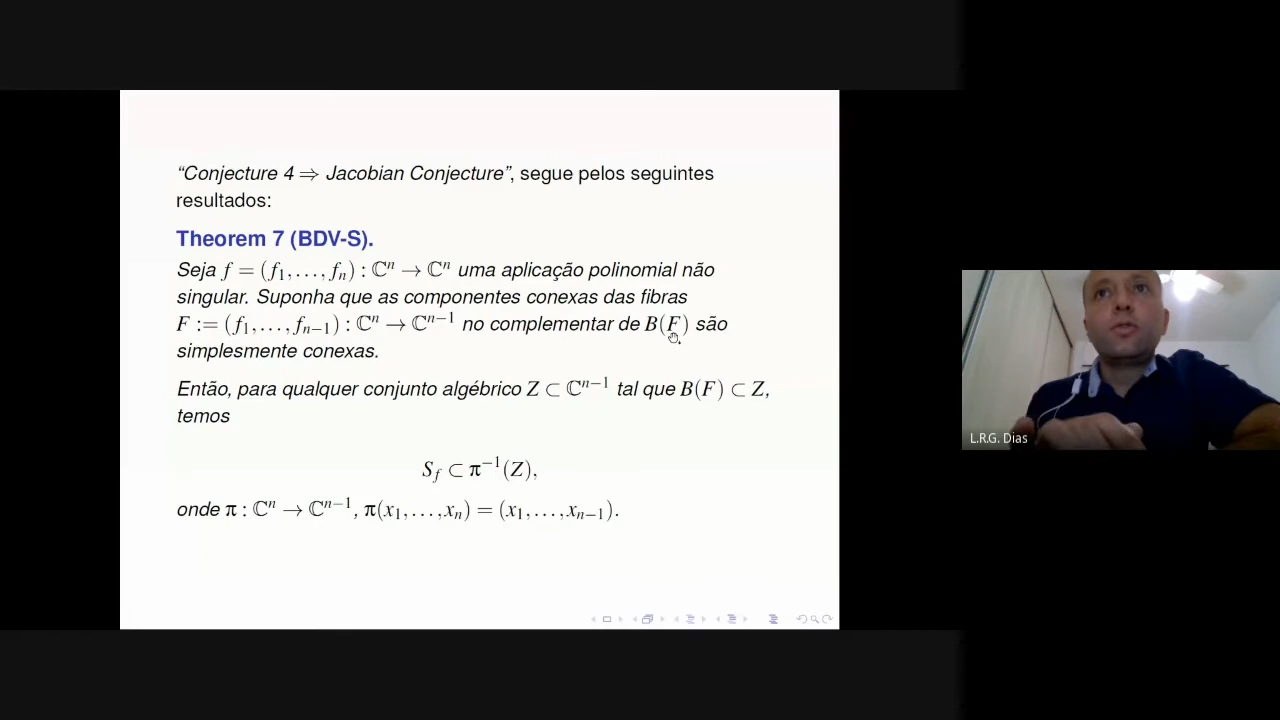 “Conjecture 4 ⇒ Jacobian Conjecture”, segue pelos seguintes
resultados:
Theorem 7 (BDV-S).
Seja f = (f₁,…,fₙ) : ℂⁿ → ℂⁿ uma aplicação polinomial não
singular. Suponha que as componentes conexas das fibras
F := (f₁,…,fₙ₋₁) : ℂⁿ → ℂⁿ⁻¹ no complementar de B(F) são
simplesmente conexas.
Então, para qualquer conjunto algébrico Z ⊂ ℂⁿ⁻¹ tal que B(F) ⊂ Z,
temos
S_f ⊂ π⁻¹(Z),
onde π : ℂⁿ → ℂⁿ⁻¹, π(x₁,…,xₙ) = (x₁,…,xₙ₋₁).
L.R.G. Dias